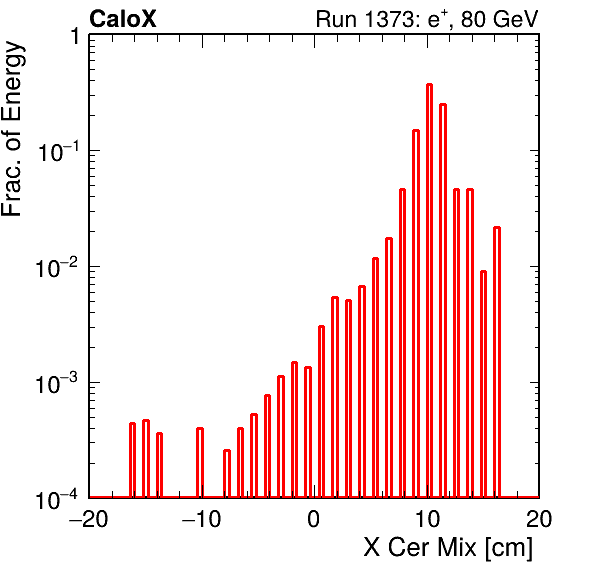 CaloX Run 1373: e⁺, 80 GeV
Frac. of Energy
1
10⁻¹
10⁻²
10⁻³
10⁻⁴
−20 −10 0 10 20
X Cer Mix [cm]